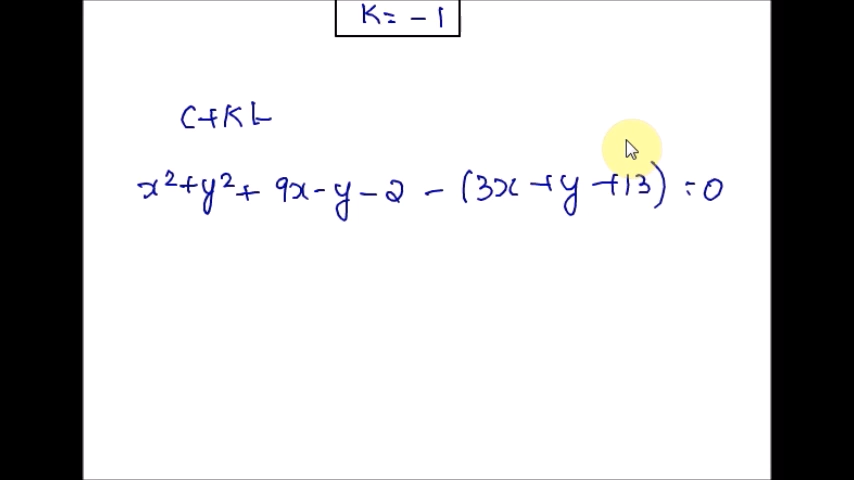 K = - 1
C+KL
x²+y²+ 9x-y-2 - (3x+y+13) = 0